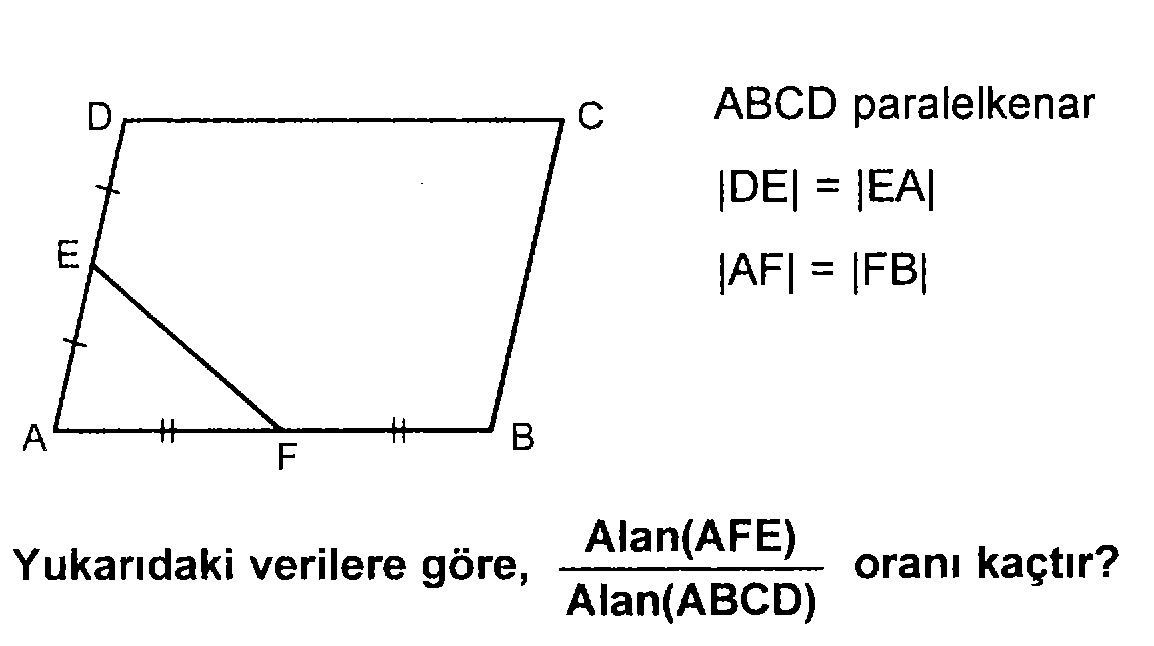 D
C
E
A
F
B
ABCD paralelkenar
|DE| = |EA|
|AF| = |FB|
Yukarıdaki verilere göre, Alan(AFE) / Alan(ABCD) oranı kaçtır?